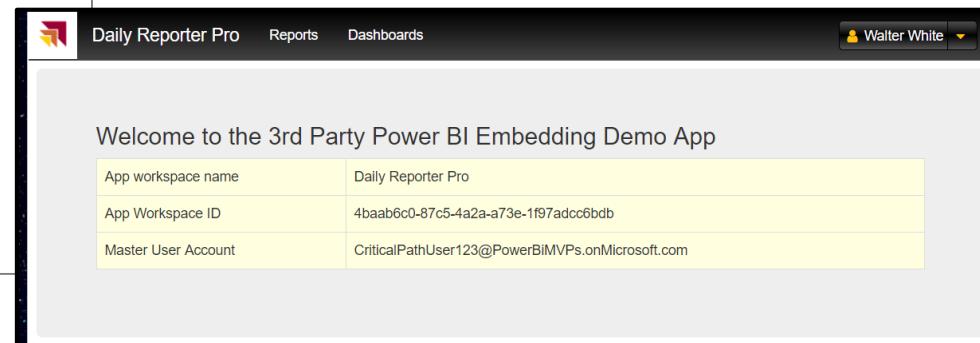 Daily Reporter Pro Reports Dashboards Walter White
Welcome to the 3rd Party Power BI Embedding Demo App
App workspace name Daily Reporter Pro
App Workspace ID 4baab6c0-87c5-4a2a-a73e-1f97adcc6bdb
Master User Account CriticalPathUser123@PowerBiMVPs.onMicrosoft.com